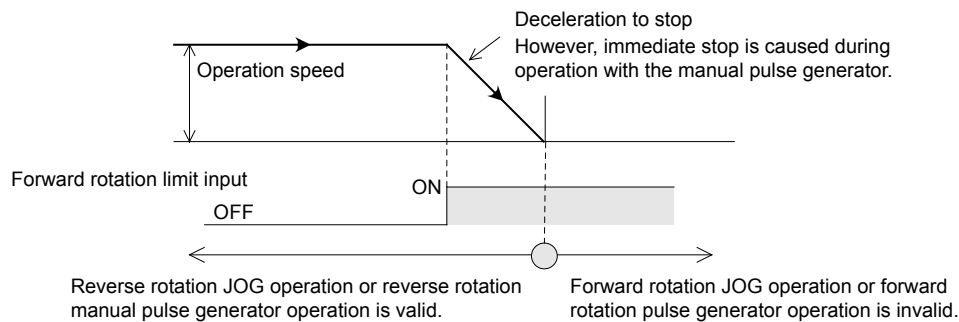 Deceleration to stop
However, immediate stop is caused during
operation with the manual pulse generator.
Operation speed
Forward rotation limit input
ON
OFF
Reverse rotation JOG operation or reverse rotation
manual pulse generator operation is valid.
Forward rotation JOG operation or forward
rotation pulse generator operation is invalid.